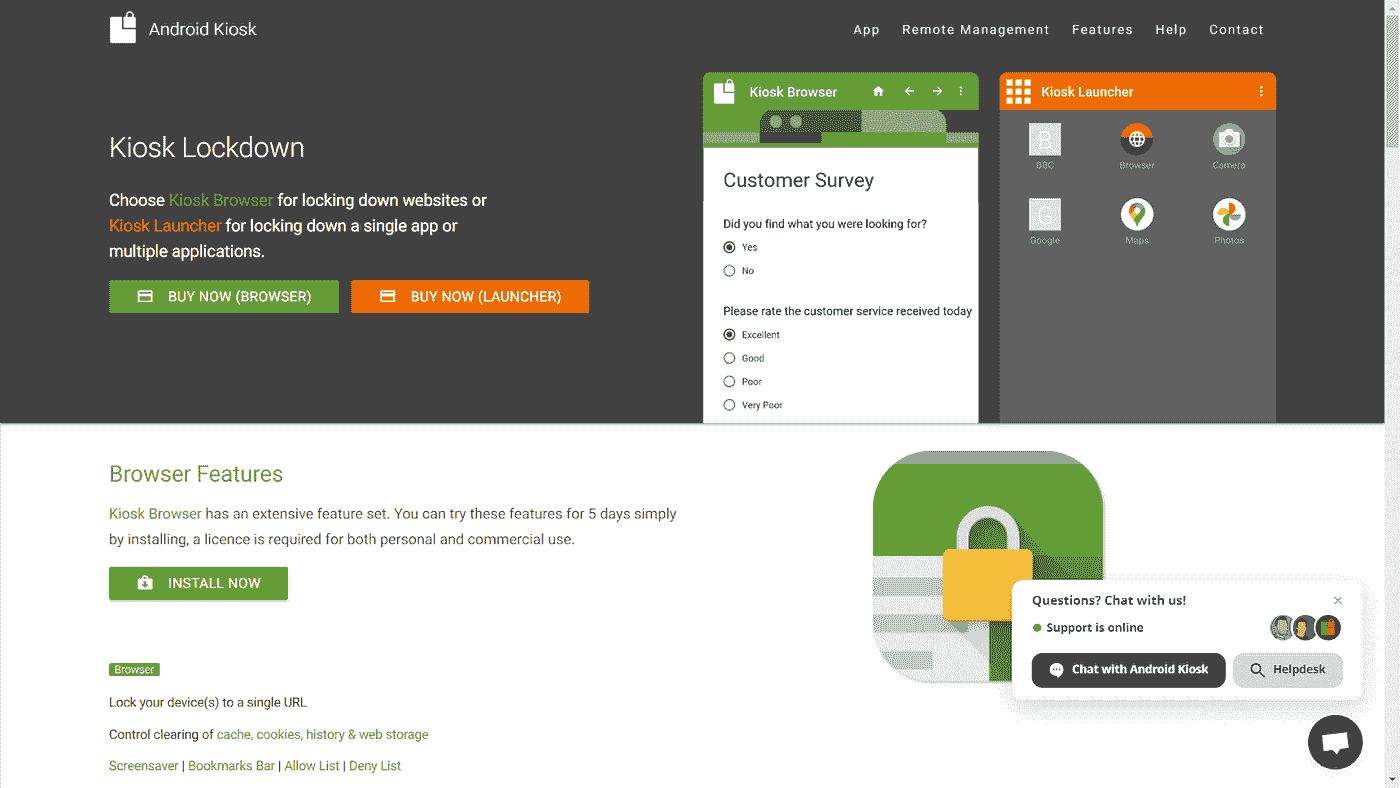 Android Kiosk
App Remote Management Features Help Contact
Kiosk Lockdown
Choose Kiosk Browser for locking down websites or
Kiosk Launcher for locking down a single app or
multiple applications.
BUY NOW (BROWSER) BUY NOW (LAUNCHER)
Kiosk Browser
Customer Survey
Did you find what you were looking for?
Yes
No
Please rate the customer service received today
Excellent
Good
Poor
Very Poor
Kiosk Launcher
B
G
BBC Browser Camera
Google Maps Photos
Browser Features
Kiosk Browser has an extensive feature set. You can try these features for 5 days simply
by installing, a licence is required for both personal and commercial use.
INSTALL NOW
Browser
Lock your device(s) to a single URL
Control clearing of cache, cookies, history & web storage
Screensaver | Bookmarks Bar | Allow List | Deny List
Questions? Chat with us!
Support is online
Chat with Android Kiosk Helpdesk